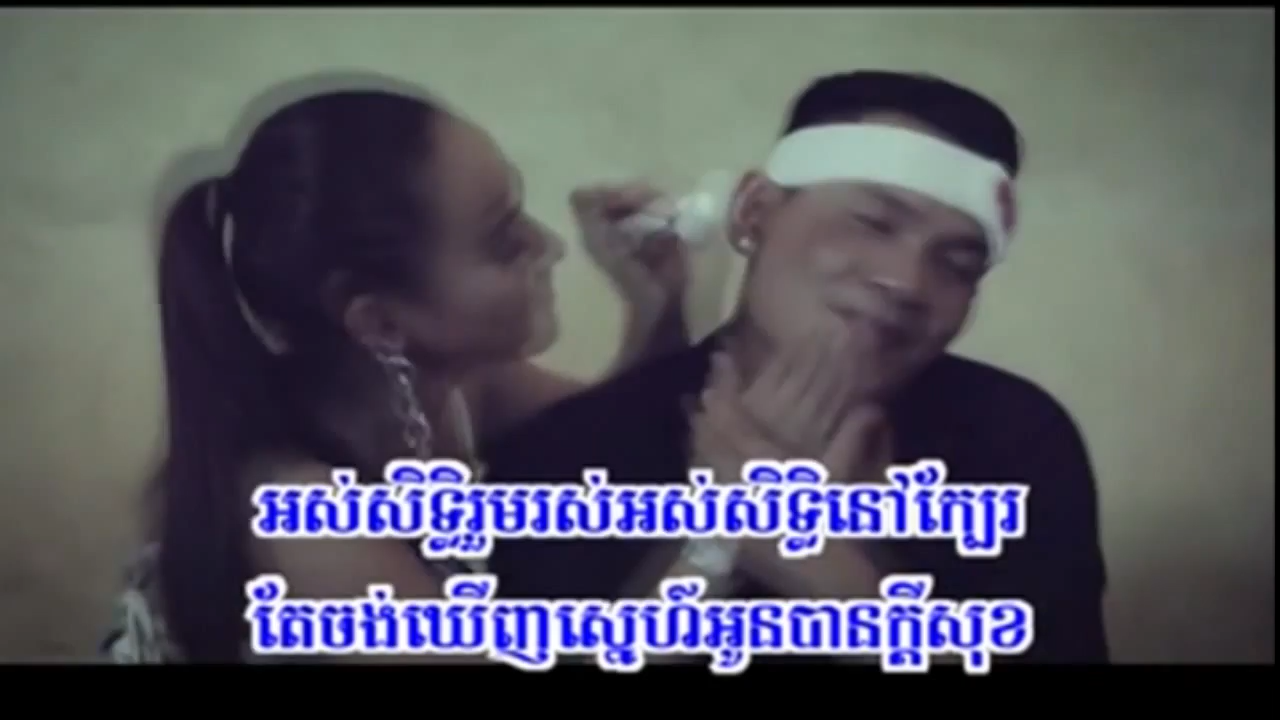 អស់សិទ្ធិរួមរស់អស់សិទ្ធិនៅក្បែរ
តែចង់ឃើញស្នេហ៍អូនបានក្ដីសុខ